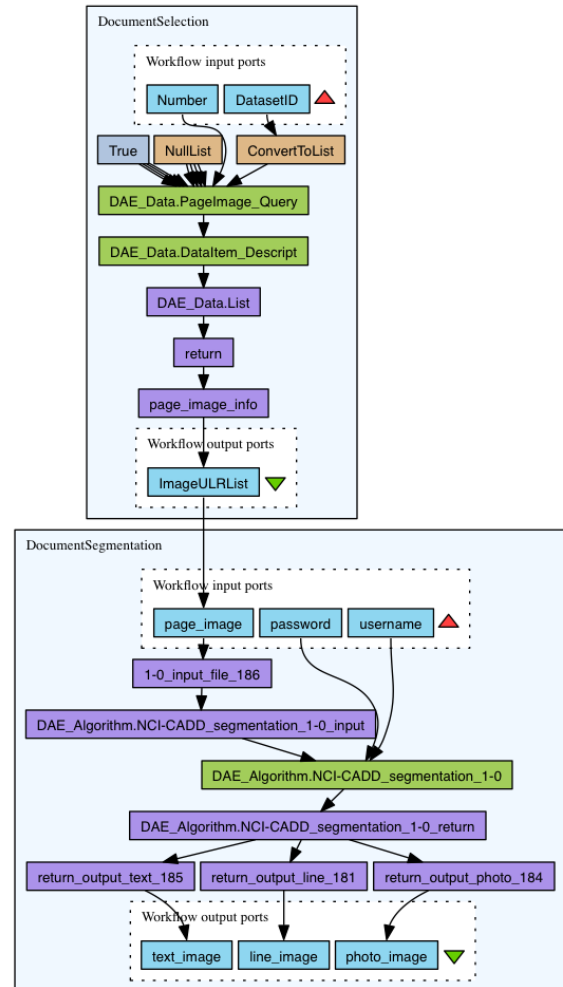 DocumentSelection
Workflow input ports
Number DatasetID
True NullList ConvertToList
DAE_Data.PageImage_Query
DAE_Data.DataItem_Descript
DAE_Data.List
return
page_image_info
Workflow output ports
ImageULRList
DocumentSegmentation
Workflow input ports
page_image password username
1-0_input_file_186
DAE_Algorithm.NCI-CADD_segmentation_1-0_input
DAE_Algorithm.NCI-CADD_segmentation_1-0
DAE_Algorithm.NCI-CADD_segmentation_1-0_return
return_output_text_185 return_output_line_181 return_output_photo_184
Workflow output ports
text_image line_image photo_image